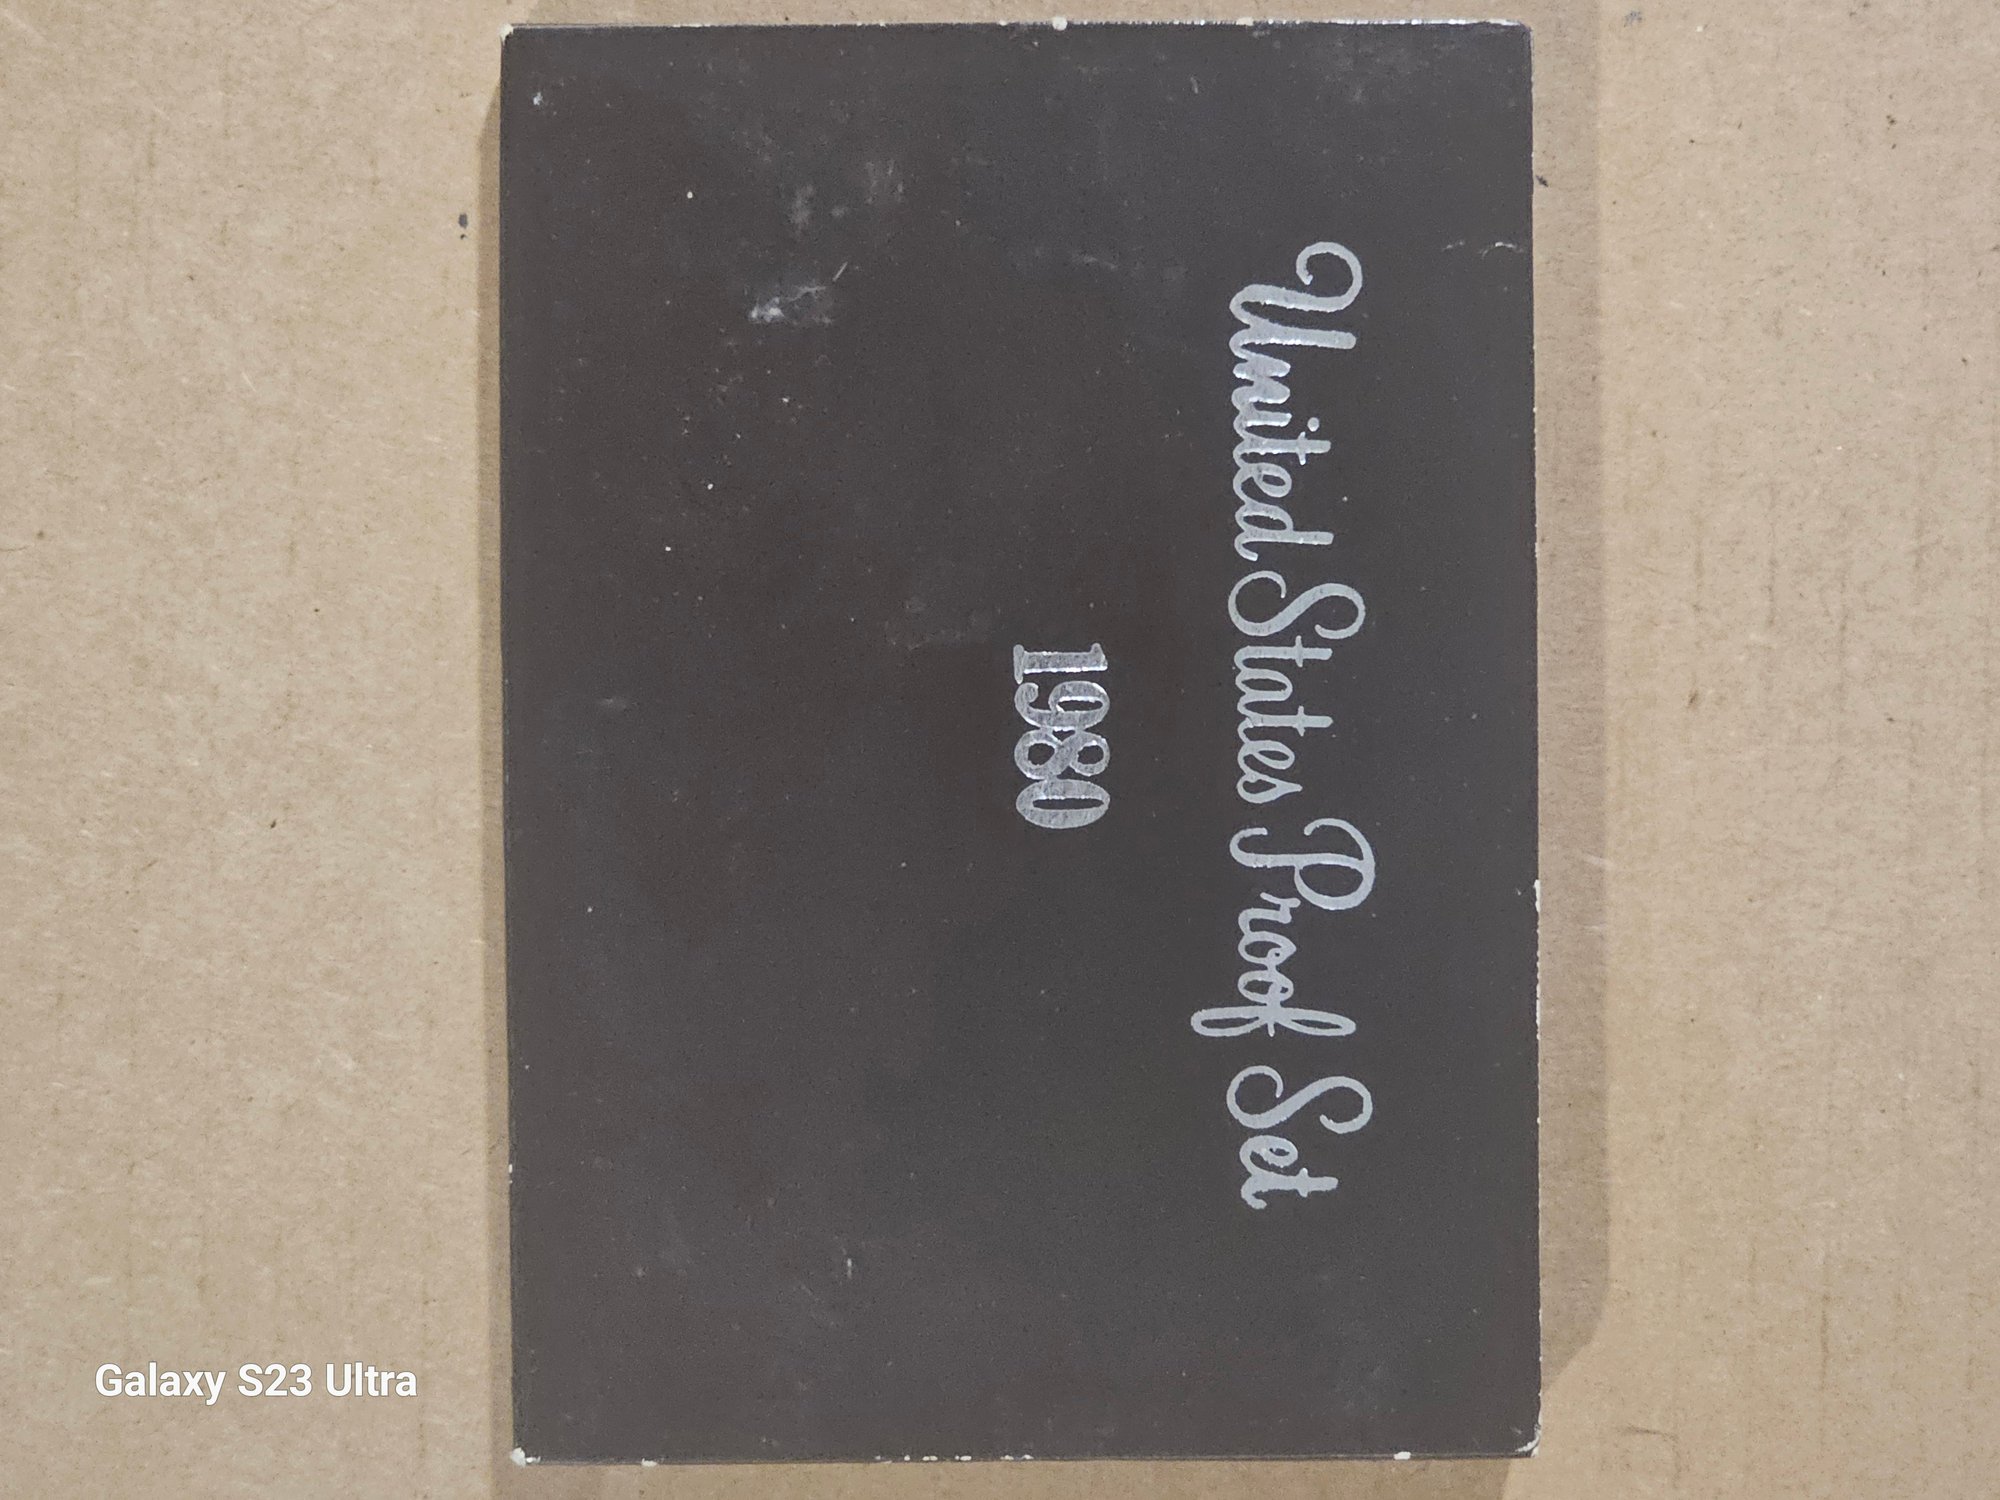 United States Proof Set
1980
Galaxy S23 Ultra